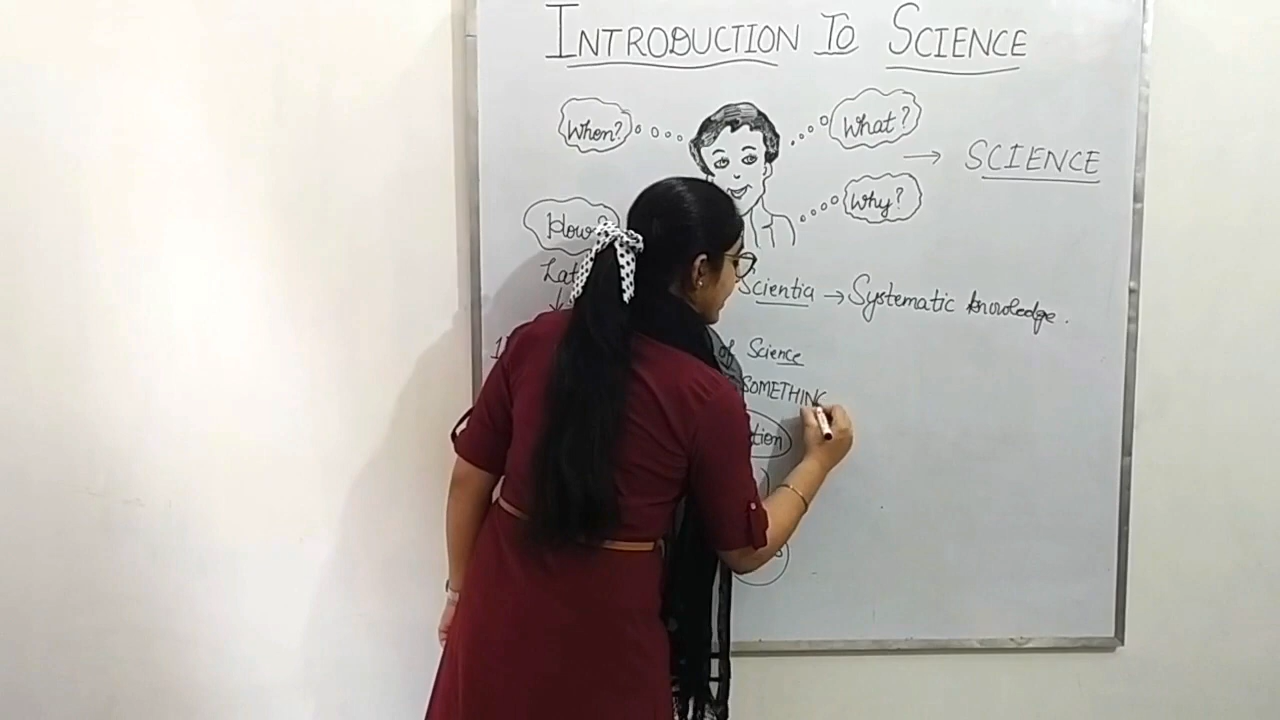 INTRODUCTION TO SCIENCE
When?
What?
→ SCIENCE
Why?
How?
Scientia → Systematic knowledge.
of Science
SOMETHING